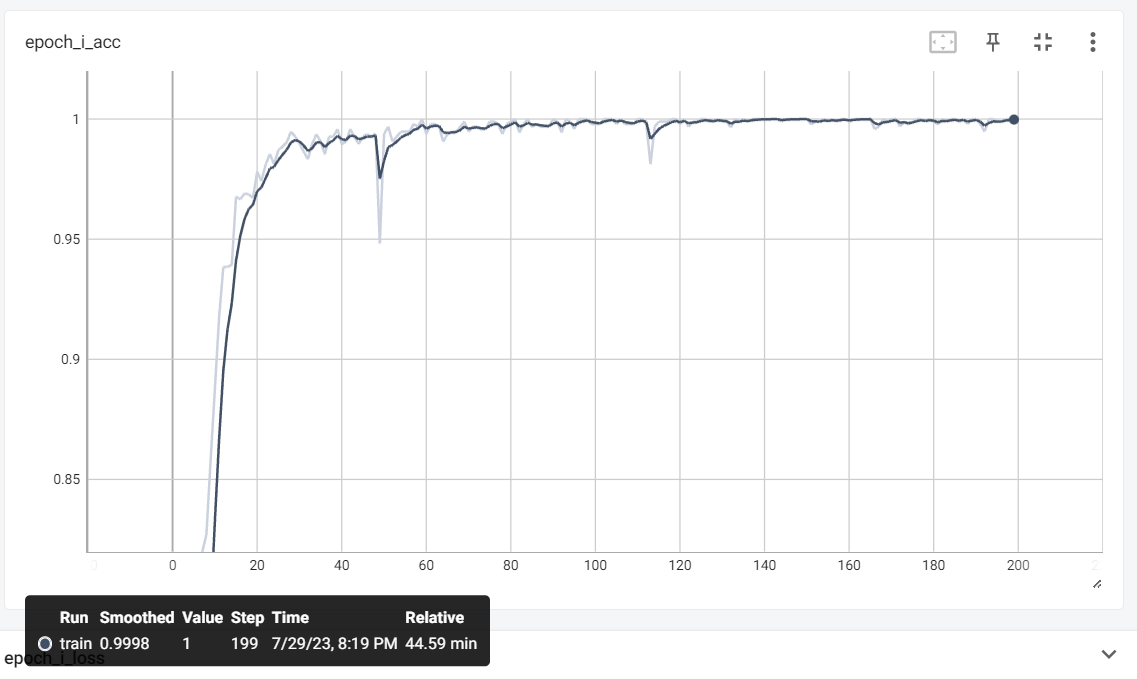 epoch_i_acc
1
0.95
0.9
0.85
0 0 20 40 60 80 100 120 140 160 180 200 2
Run Smoothed Value Step Time Relative
train 0.9998 1 199 7/29/23, 8:19 PM 44.59 min
epoch_i_loss